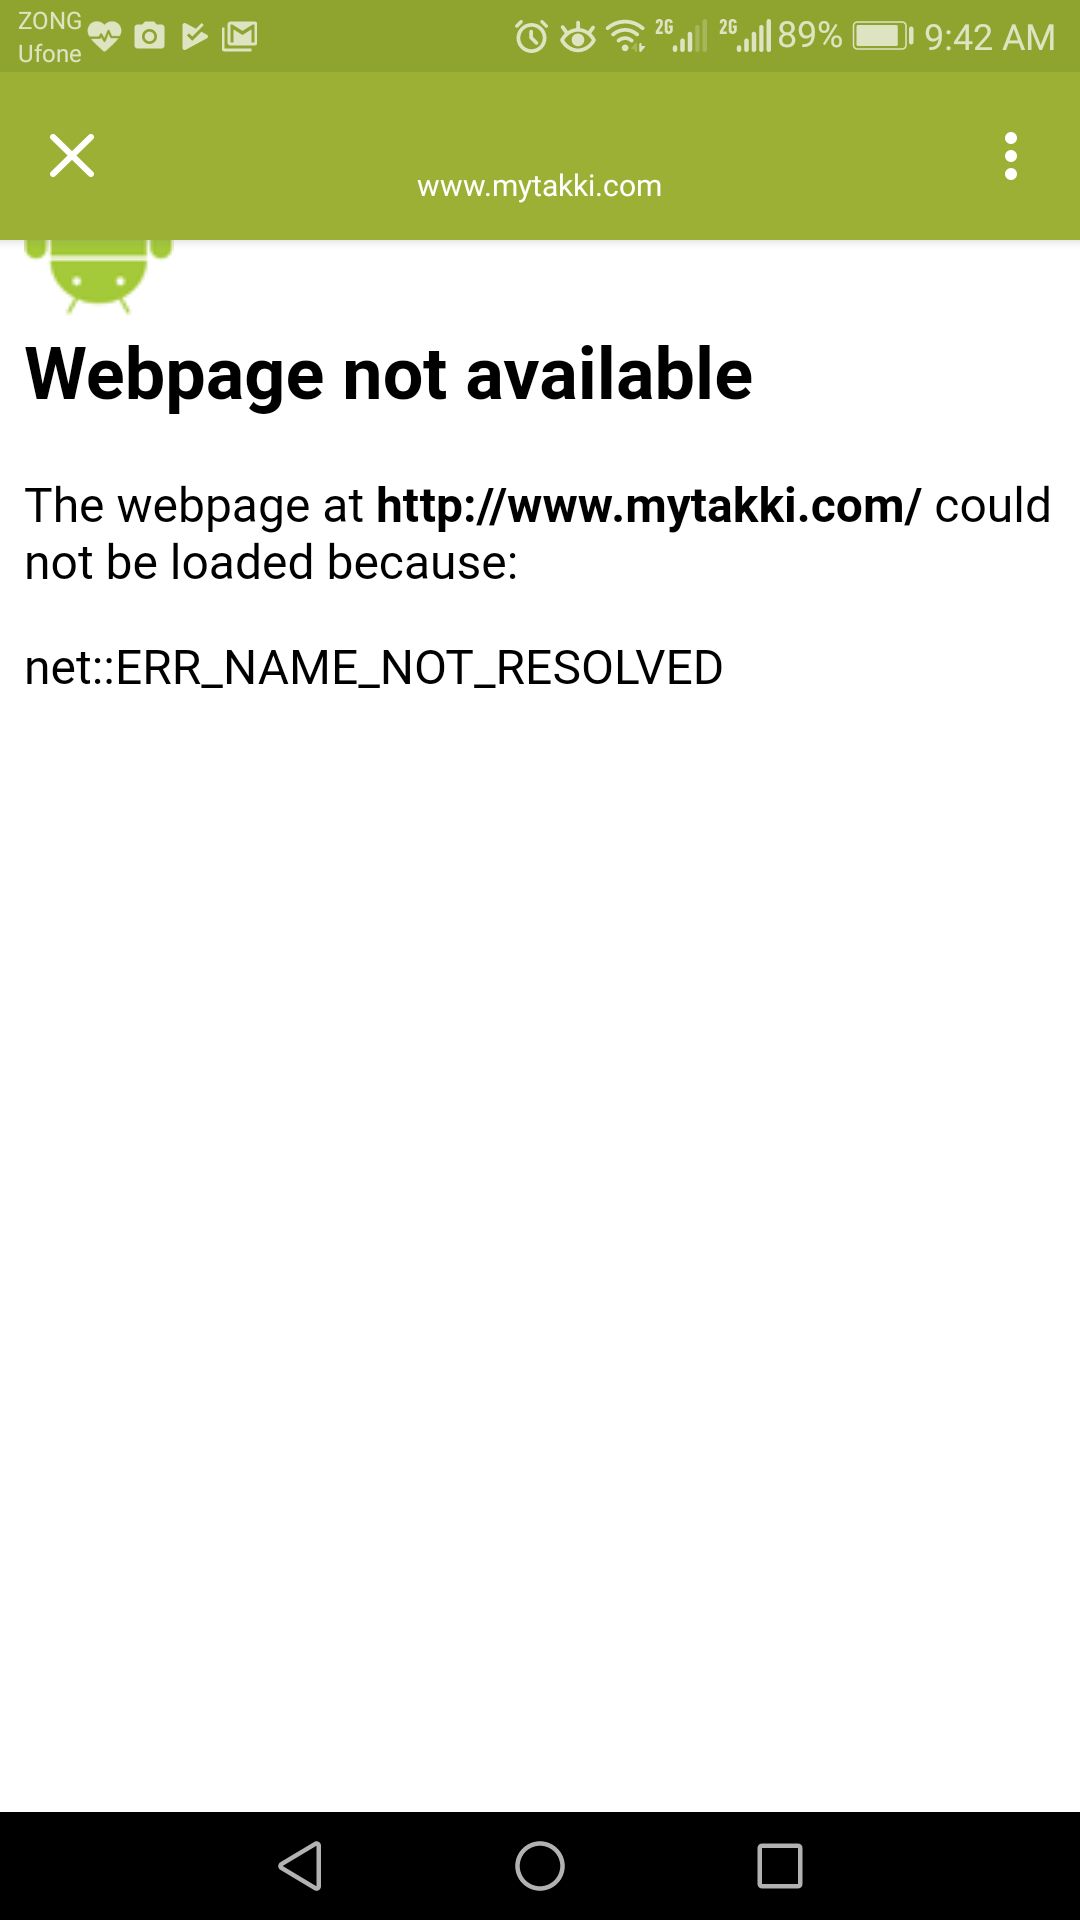 ZONG
Ufone
2G 2G 89% 9:42 AM
www.mytakki.com
Webpage not available
The webpage at http://www.mytakki.com/ could
not be loaded because:
net::ERR_NAME_NOT_RESOLVED